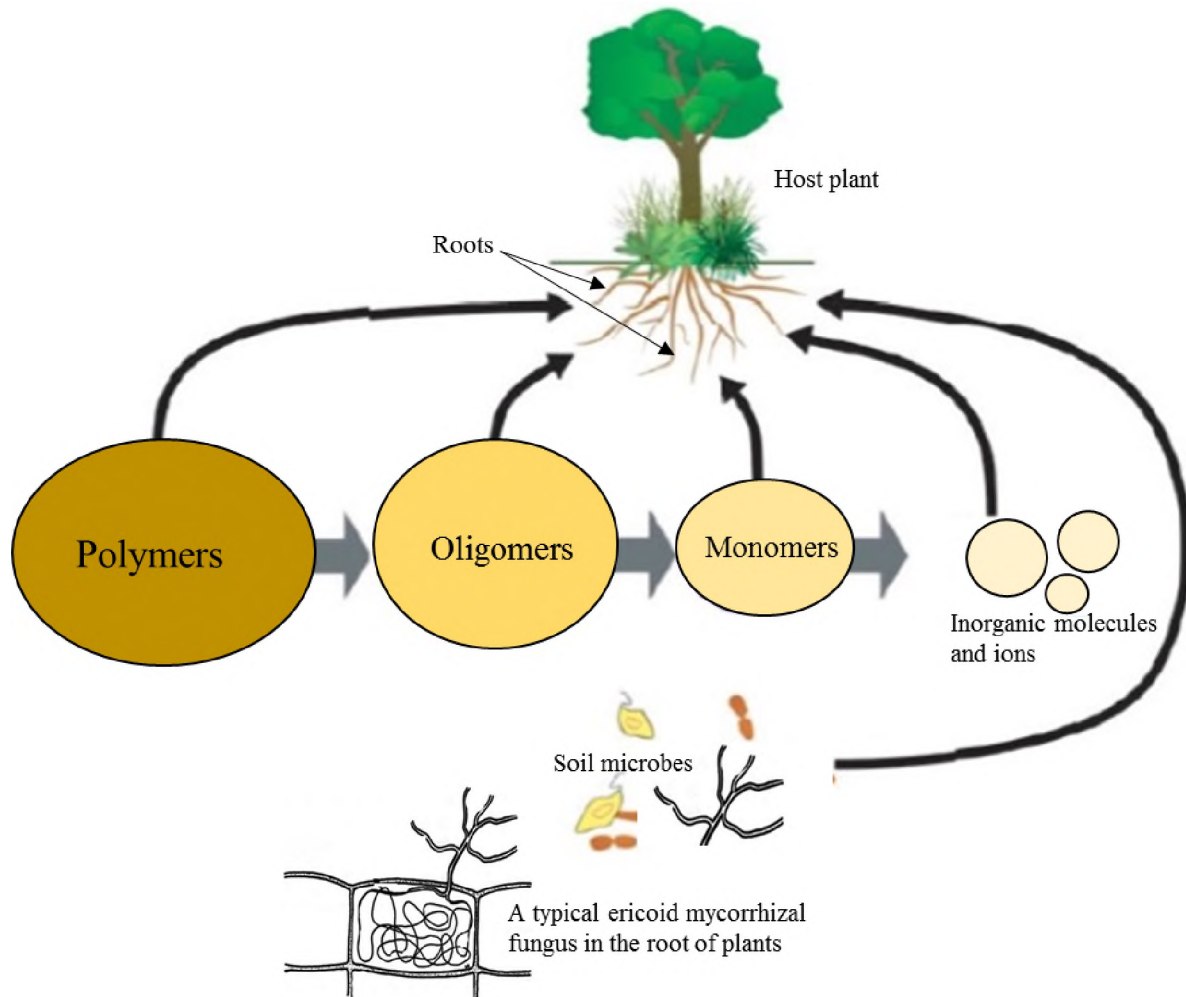 Host plant
Roots
Polymers
Oligomers
Monomers
Inorganic molecules
and ions
Soil microbes
A typical ericoid mycorrhizal
fungus in the root of plants